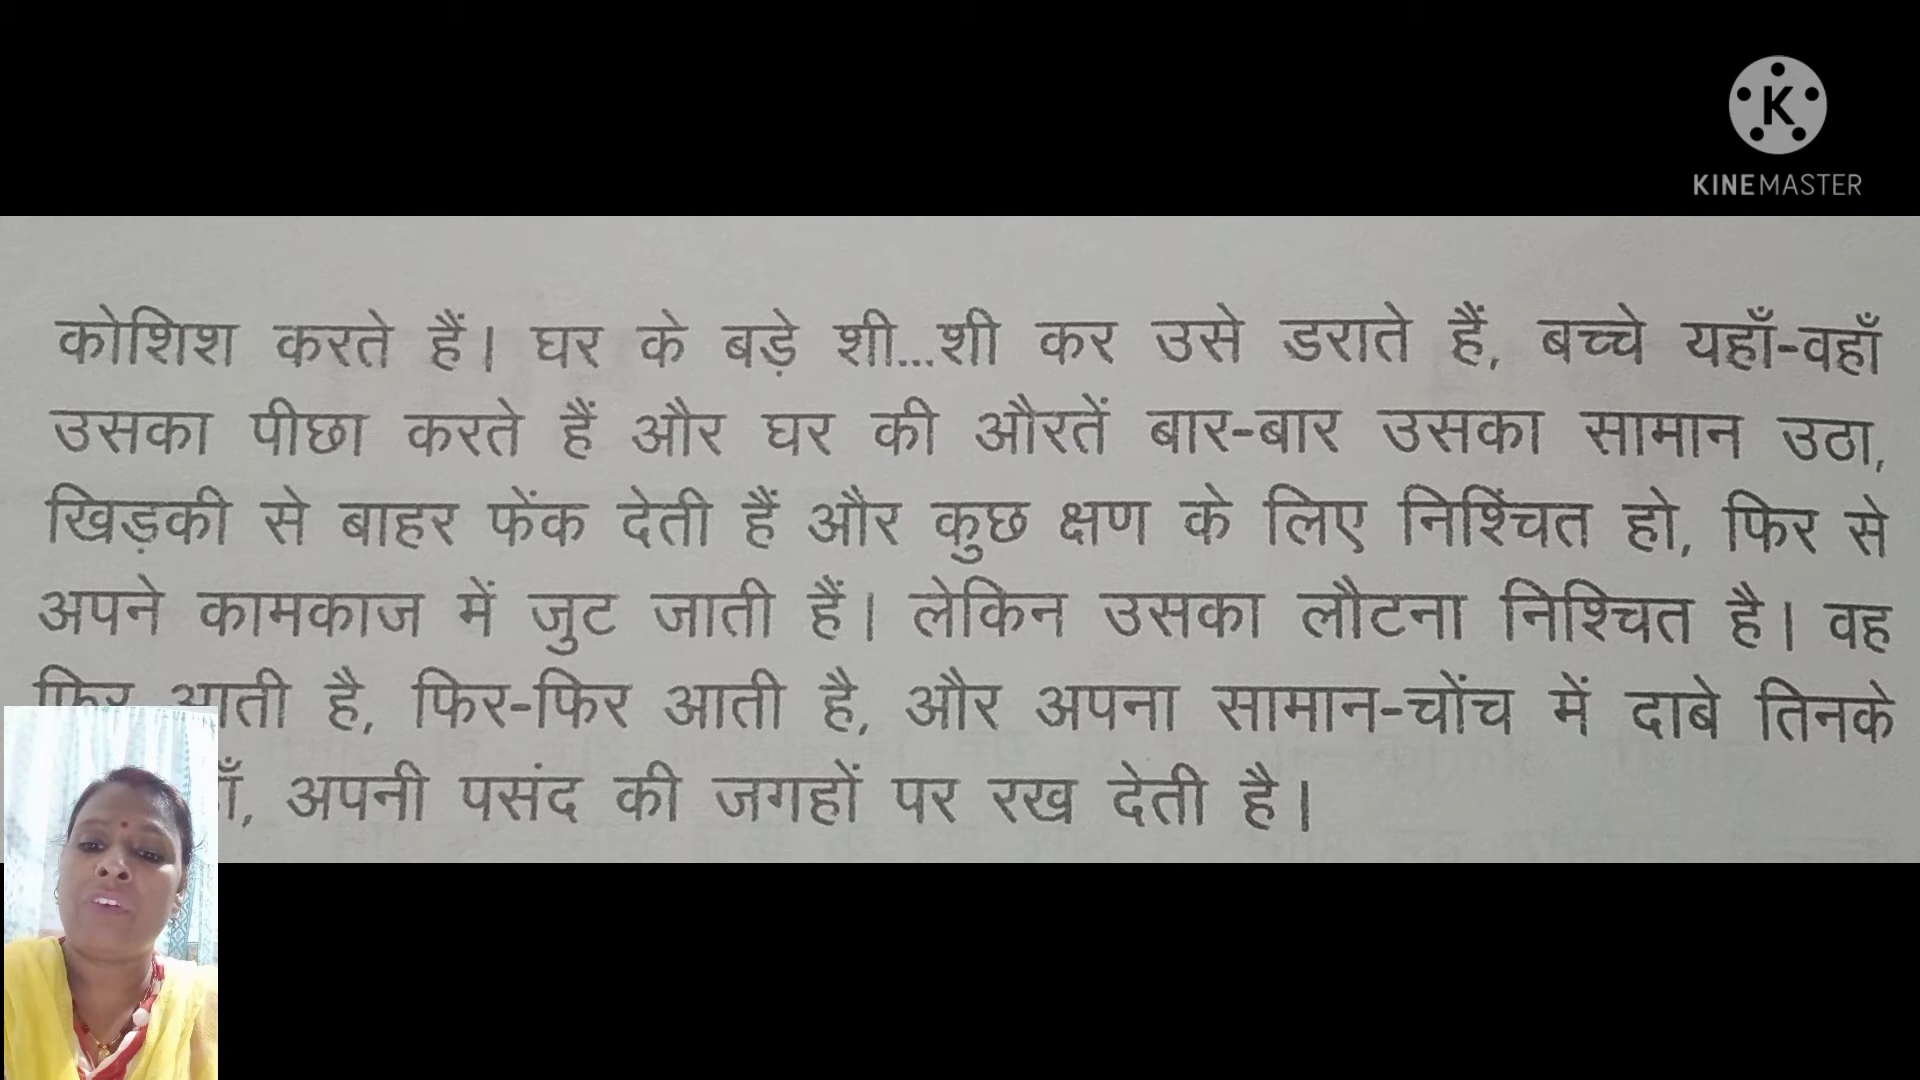 KINEMASTER
कोशिश करते हैं। घर के बड़े शी...शी कर उसे डराते हैं, बच्चे यहाँ-वहाँ
उसका पीछा करते हैं और घर की औरतें बार-बार उसका सामान उठा,
खिड़की से बाहर फेंक देती हैं और कुछ क्षण के लिए निश्चिंत हो, फिर से
अपने कामकाज में जुट जाती हैं। लेकिन उसका लौटना निश्चित है। वह
फिर आती है, फिर-फिर आती है, और अपना सामान-चोंच में दाबे तिनके
अपनी पसंद की जगहों पर रख देती है।